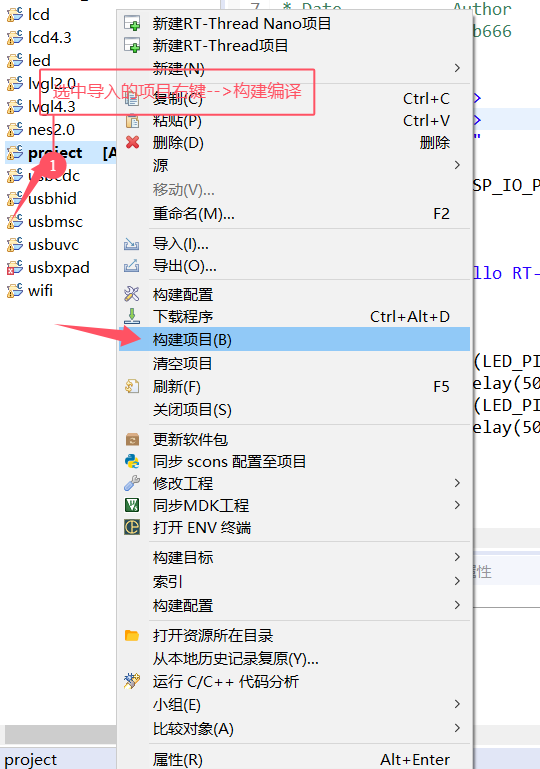 lcd
lcd4.3
led
lvgl2.0
lvgl4.3
nes2.0
project [A
usbcdc
usbhid
usbmsc
usbuvc
usbxpad
wifi
选中导入的项目右键-->构建编译
1
新建RT-Thread Nano项目
新建RT-Thread项目
新建(N)
复制(C) Ctrl+C
粘贴(P) Ctrl+V
删除(D) 删除
源
移动(V)...
重命名(M)... F2
导入(I)...
导出(O)...
构建配置
下载程序 Ctrl+Alt+D
构建项目(B)
清空项目
刷新(F) F5
关闭项目(S)
更新软件包
同步 scons 配置至项目
修改工程
同步MDK工程
打开 ENV 终端
构建目标
索引
构建配置
打开资源所在目录
从本地历史记录复原(Y)...
运行 C/C++ 代码分析
小组(E)
比较对象(A)
属性(R) Alt+Enter
7 * Date Author
b666
>
>
"
SP_IO_P
llo RT-
(LED_PI
elay(50
(LED_PI
elay(50
属性
project